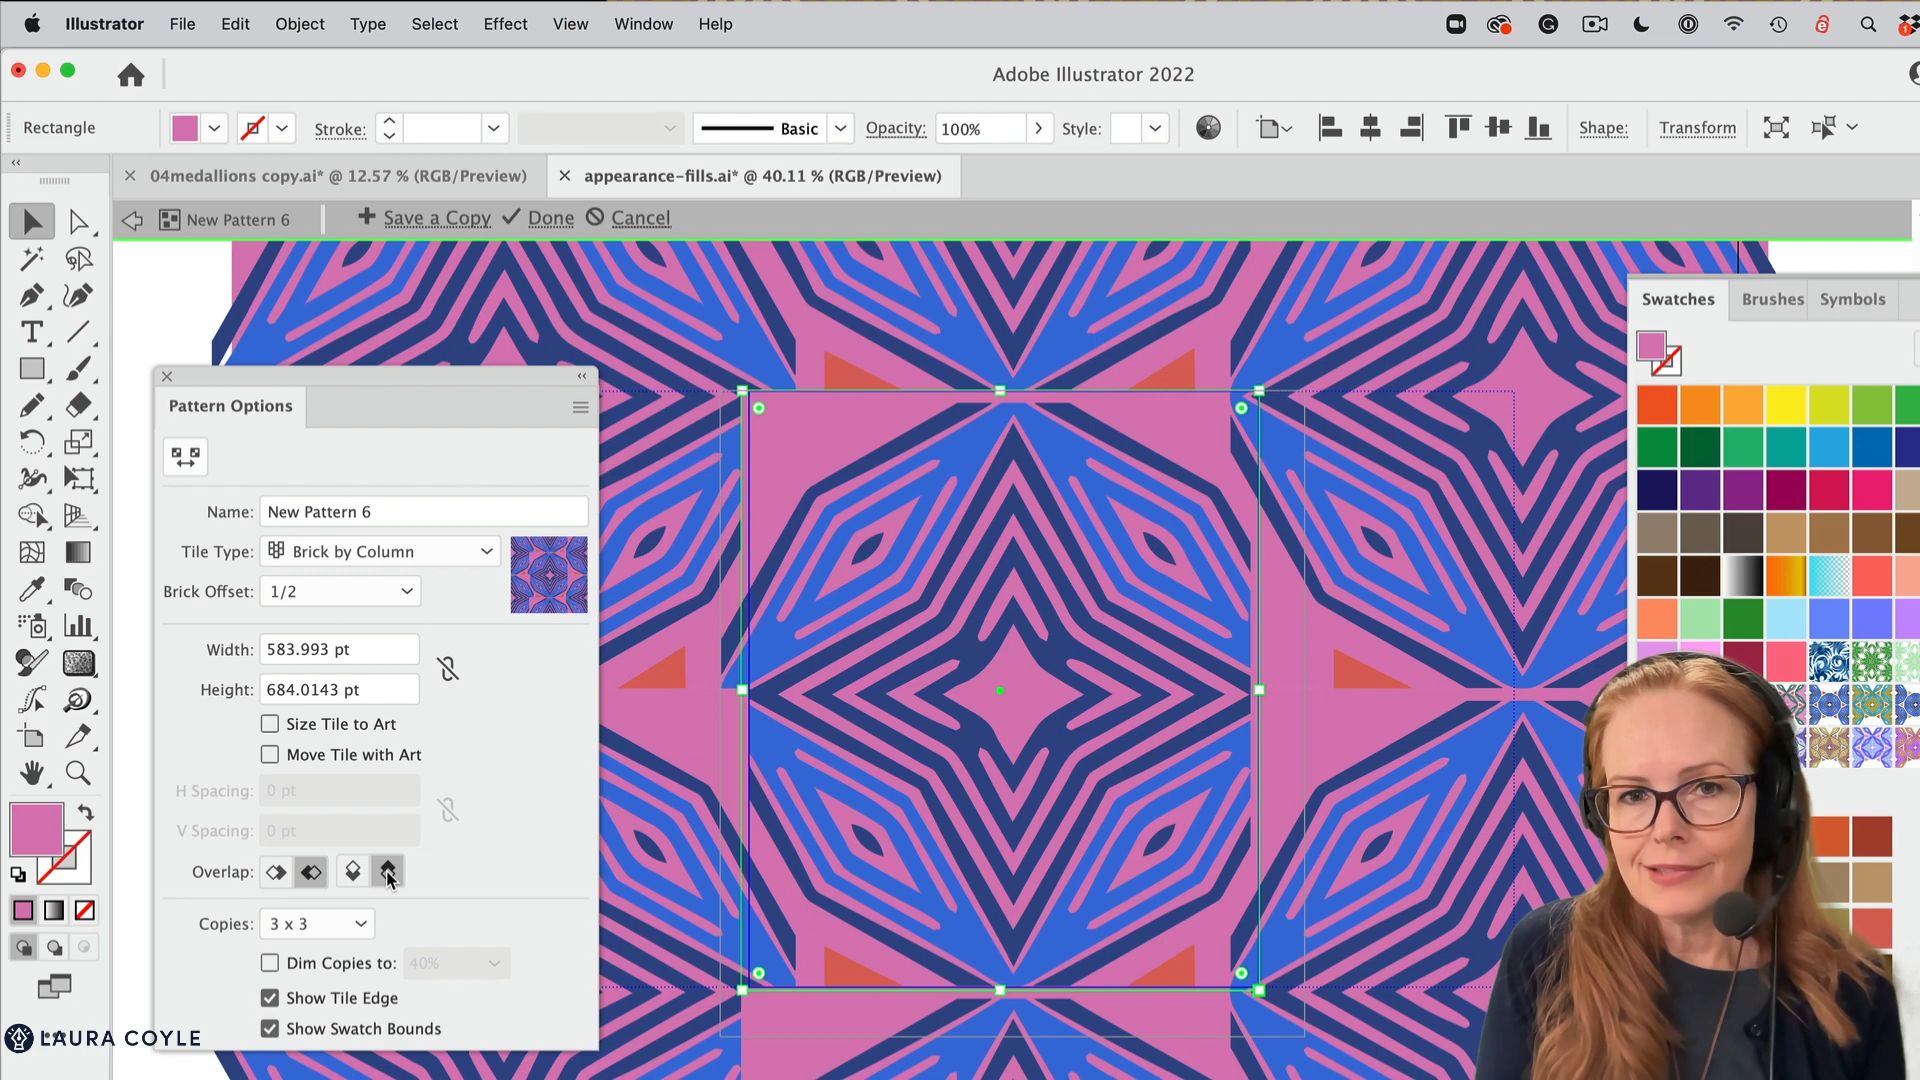 Illustrator File Edit Object Type Select Effect View Window Help
Adobe Illustrator 2022
Rectangle Stroke: Basic Opacity: 100% Style: Shape: Transform
04medallions copy.ai* @ 12.57 % (RGB/Preview) appearance-fills.ai* @ 40.11 % (RGB/Preview)
New Pattern 6 Save a Copy Done Cancel
Swatches Brushes Symbols
Pattern Options
Name: New Pattern 6
Tile Type: Brick by Column
Brick Offset: 1/2
Width: 583.993 pt
Height: 684.0143 pt
Size Tile to Art
Move Tile with Art
H Spacing: 0 pt
V Spacing: 0 pt
Overlap:
Copies: 3 x 3
Dim Copies to: 40%
Show Tile Edge
Show Swatch Bounds
LAURA COYLE